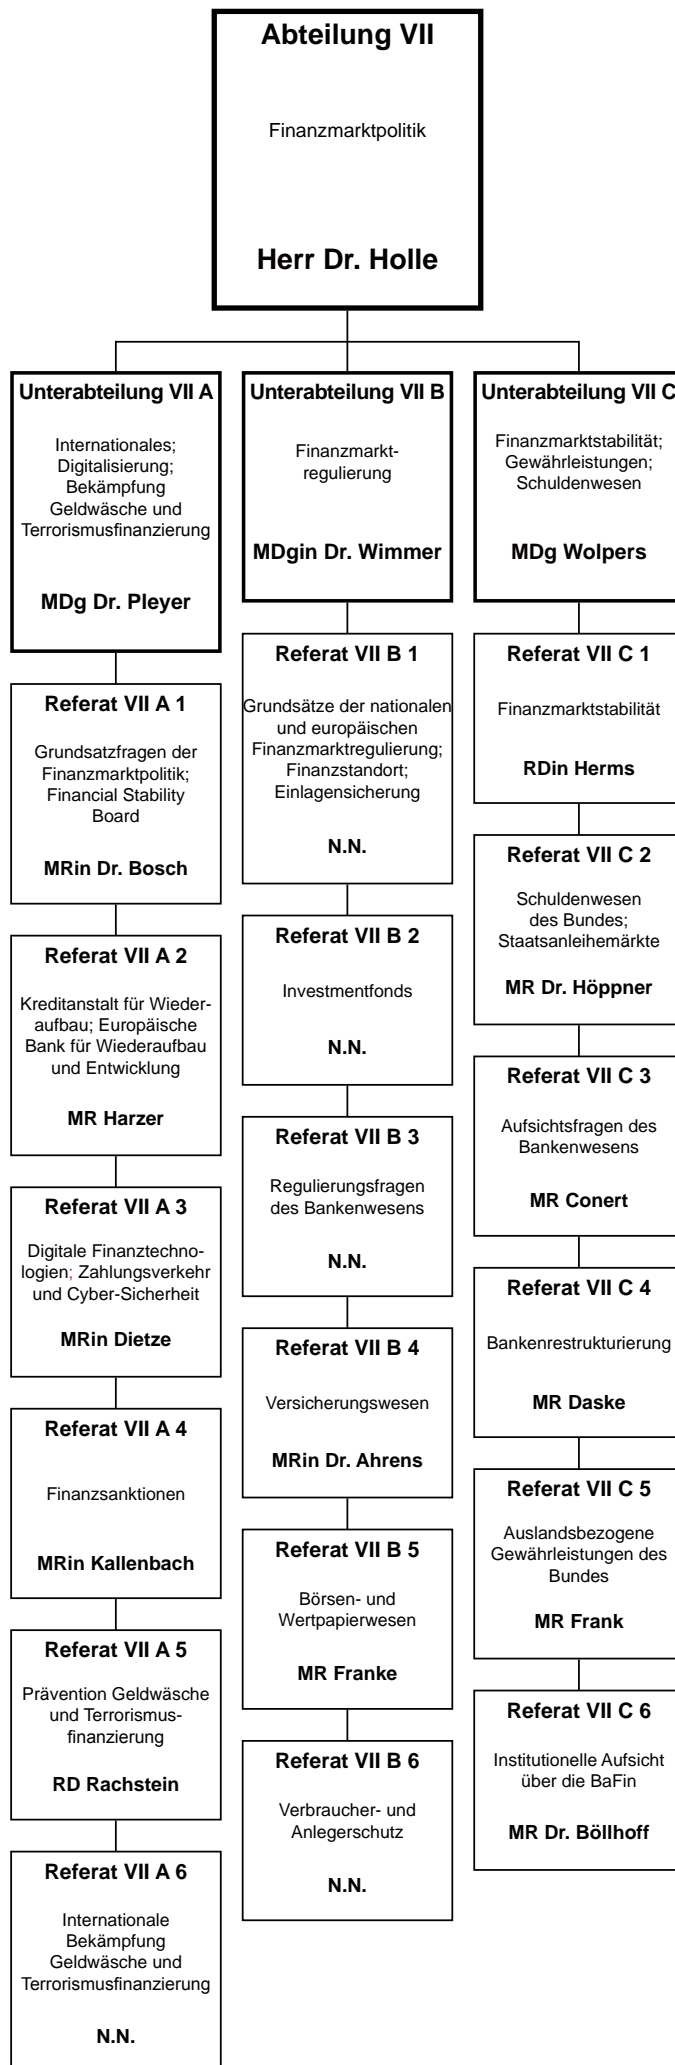 Abteilung VII
Finanzmarktpolitik
Herr Dr. Holle
Unterabteilung VII A
Internationales;
Digitalisierung;
Bekämpfung
Geldwäsche und
Terrorismusfinanzierung
MDg Dr. Pleyer
Referat VII A 1
Grundsatzfragen der
Finanzmarktpolitik;
Financial Stability
Board
MRin Dr. Bosch
Referat VII A 2
Kreditanstalt für Wieder-
aufbau; Europäische
Bank für Wiederaufbau
und Entwicklung
MR Harzer
Referat VII A 3
Digitale Finanztechno-
logien; Zahlungsverkehr
und Cyber-Sicherheit
MRin Dietze
Referat VII A 4
Finanzsanktionen
MRin Kallenbach
Referat VII A 5
Prävention Geldwäsche
und Terrorismus-
finanzierung
RD Rachstein
Referat VII A 6
Internationale
Bekämpfung
Geldwäsche und
Terrorismusfinanzierung
N.N.
Unterabteilung VII B
Finanzmarkt-
regulierung
MDgin Dr. Wimmer
Referat VII B 1
Grundsätze der nationalen
und europäischen
Finanzmarktregulierung;
Finanzstandort;
Einlagensicherung
N.N.
Referat VII B 2
Investmentfonds
N.N.
Referat VII B 3
Regulierungsfragen
des Bankenwesens
N.N.
Referat VII B 4
Versicherungswesen
MRin Dr. Ahrens
Referat VII B 5
Börsen- und
Wertpapierwesen
MR Franke
Referat VII B 6
Verbraucher- und
Anlegerschutz
N.N.
Unterabteilung VII C
Finanzmarktstabilität;
Gewährleistungen;
Schuldenwesen
MDg Wolpers
Referat VII C 1
Finanzmarktstabilität
RDin Herms
Referat VII C 2
Schuldenwesen
des Bundes;
Staatsanleihemärkte
MR Dr. Höppner
Referat VII C 3
Aufsichtsfragen des
Bankenwesens
MR Conert
Referat VII C 4
Bankenrestrukturierung
MR Daske
Referat VII C 5
Auslandsbezogene
Gewährleistungen des
Bundes
MR Frank
Referat VII C 6
Institutionelle Aufsicht
über die BaFin
MR Dr. Böllhoff